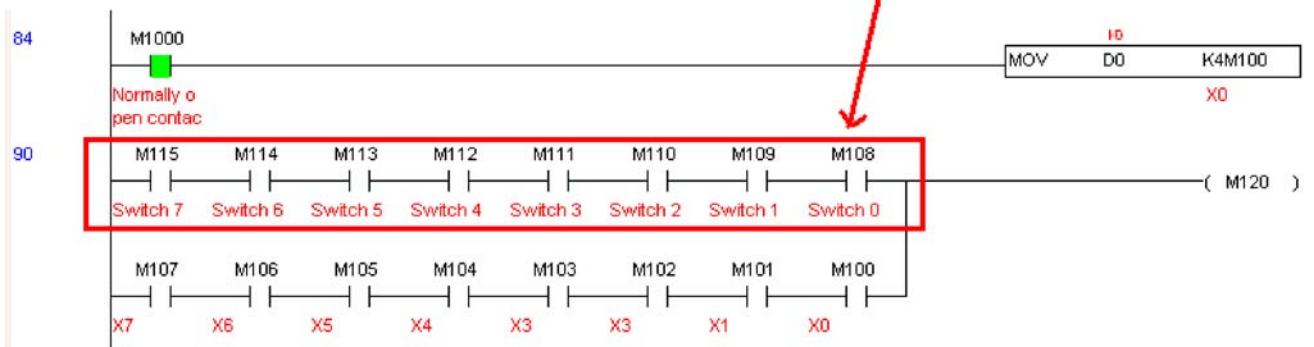 84 M1000
MOV D0 K4M100
Normally o X0
pen contac
90 M115 M114 M113 M112 M111 M110 M109 M108
( M120 )
Switch 7 Switch 6 Switch 5 Switch 4 Switch 3 Switch 2 Switch 1 Switch 0
M107 M106 M105 M104 M103 M102 M101 M100
X7 X6 X5 X4 X3 X3 X1 X0